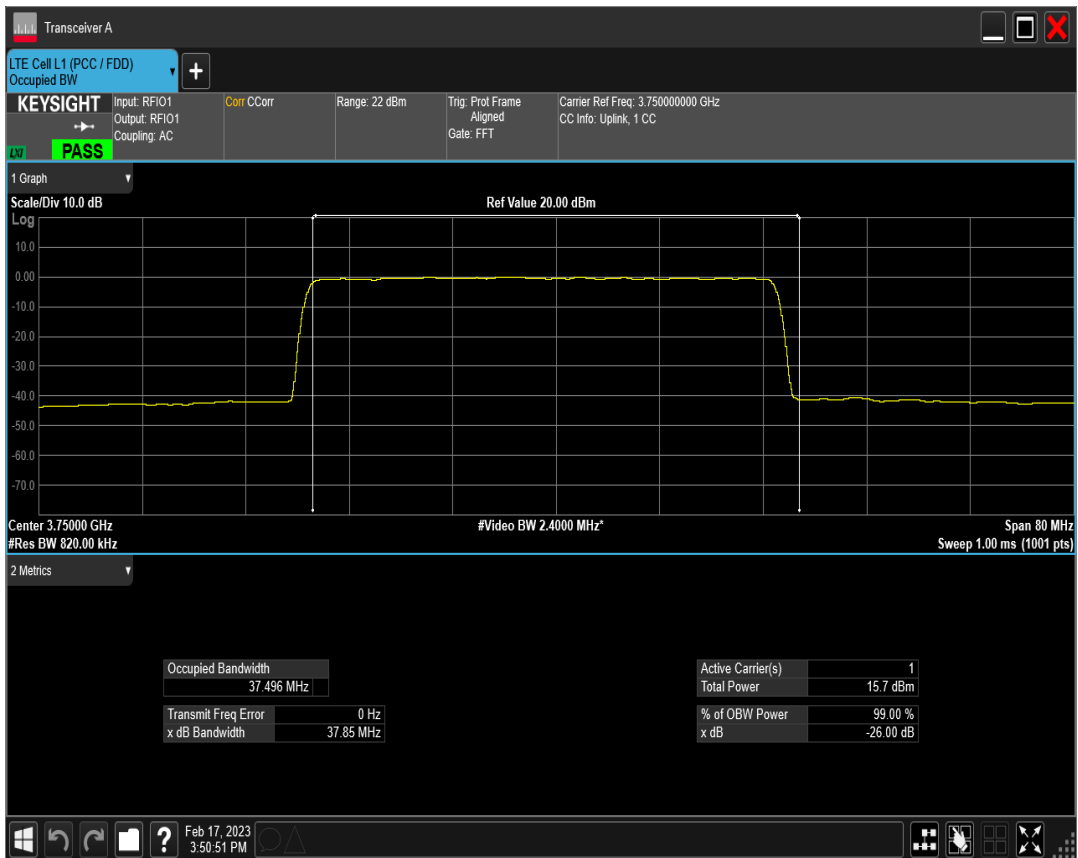 Transceiver A
LTE Cell L1 (PCC / FDD)
Occupied BW
KEYSIGHT
LXI
PASS
Input: RFIO1
Output: RFIO1
Coupling: AC
Corr CCorr
Range: 22 dBm
Trig: Prot Frame
Aligned
Gate: FFT
Carrier Ref Freq: 3.750000000 GHz
CC Info: Uplink, 1 CC
1 Graph
Scale/Div 10.0 dB
Ref Value 20.00 dBm
Log
10.0
0.00
-10.0
-20.0
-30.0
-40.0
-50.0
-60.0
-70.0
Center 3.75000 GHz
#Video BW 2.4000 MHz*
Span 80 MHz
#Res BW 820.00 kHz
Sweep 1.00 ms (1001 pts)
2 Metrics
Occupied Bandwidth
37.496 MHz
Transmit Freq Error 0 Hz
x dB Bandwidth 37.85 MHz
Active Carrier(s) 1
Total Power 15.7 dBm
% of OBW Power 99.00 %
x dB -26.00 dB
?
Feb 17, 2023
3:50:51 PM